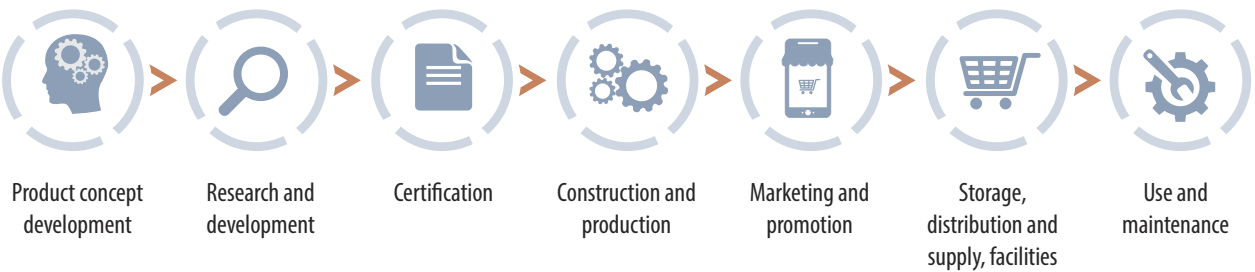 Product concept
development
Research and
development
Certification
Construction and
production
Marketing and
promotion
Storage,
distribution and
supply, facilities
Use and
maintenance